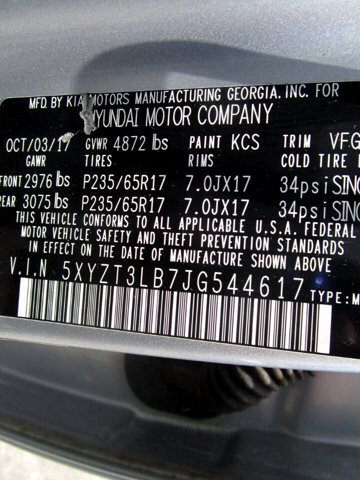 MFD. BY KIA MOTORS MANUFACTURING GEORGIA, INC. FOR
HYUNDAI MOTOR COMPANY
OCT/03/17 GVWR 4872 lbs PAINT KCS TRIM VFG
GAWR TIRES RIMS COLD TIRE
FRONT 2976 lbs P235/65R17 7.0JX17 34psi SING
REAR 3075 lbs P235/65R17 7.0JX17 34psi SING
THIS VEHICLE CONFORMS TO ALL APPLICABLE U.S.A. FEDERAL
MOTOR VEHICLE SAFETY, BUMPER, AND THEFT PREVENTION
STANDARDS IN EFFECT ON THE DATE OF MANUFACTURE SHOWN ABOVE.
V.I.N 5XYZT3LB7JG544617 TYPE:M